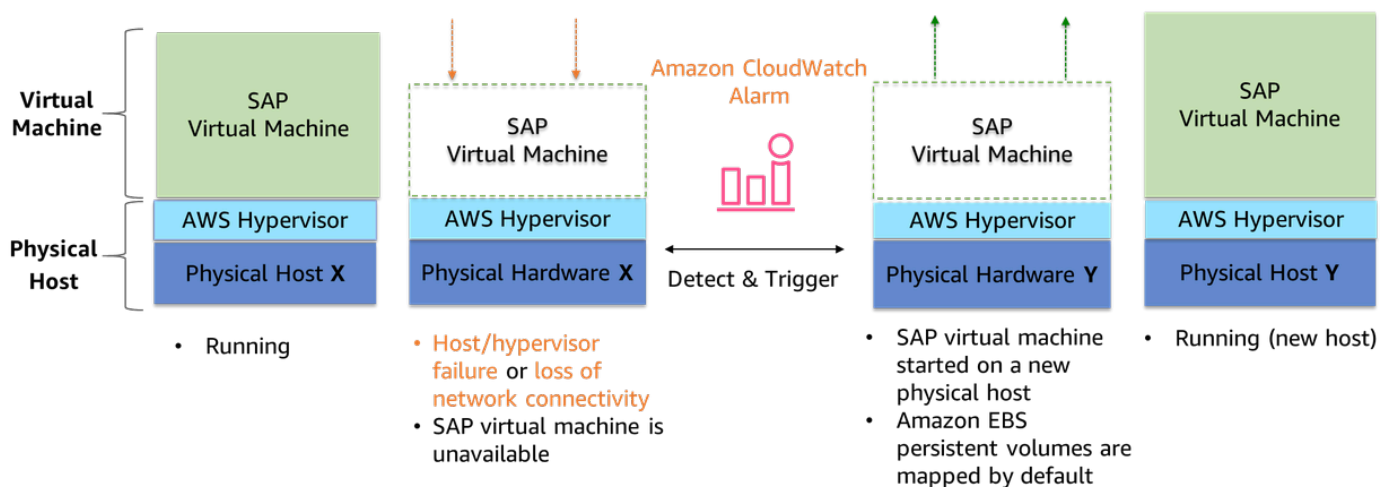 Virtual
Machine
Physical
Host
SAP
Virtual Machine
AWS Hypervisor
Physical Host X
• Running
SAP
Virtual Machine
AWS Hypervisor
Physical Hardware X
• Host/hypervisor
failure or loss of
network connectivity
• SAP virtual machine is
unavailable
Amazon CloudWatch
Alarm
Detect & Trigger
SAP
Virtual Machine
AWS Hypervisor
Physical Hardware Y
• SAP virtual machine
started on a new
physical host
• Amazon EBS
persistent volumes are
mapped by default
SAP
Virtual Machine
AWS Hypervisor
Physical Host Y
• Running (new host)